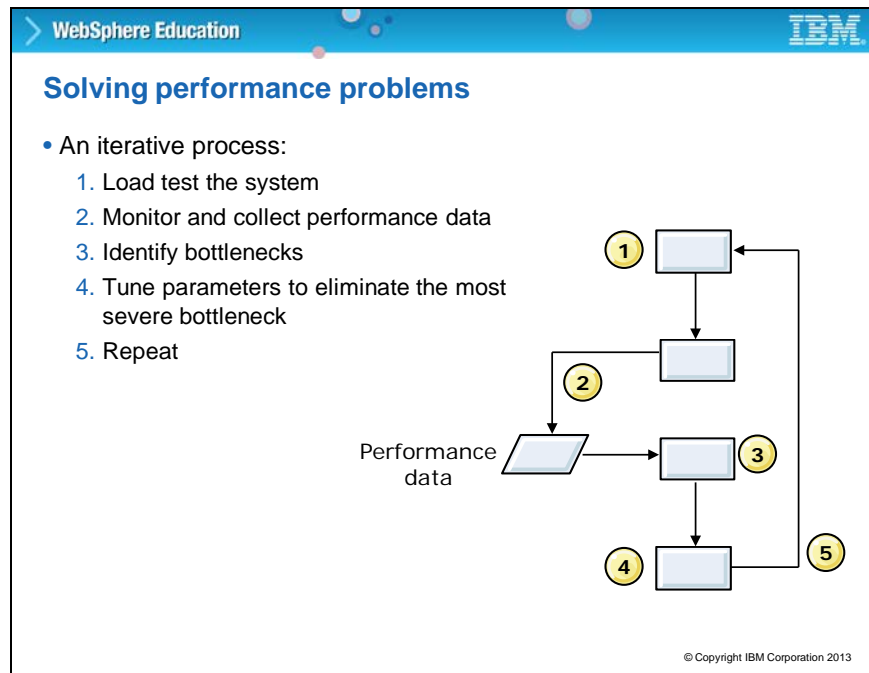 WebSphere Education
IBM
Solving performance problems
• An iterative process:
1. Load test the system
2. Monitor and collect performance data
3. Identify bottlenecks
4. Tune parameters to eliminate the most
severe bottleneck
5. Repeat
1
2
Performance
data
3
4
5
© Copyright IBM Corporation 2013